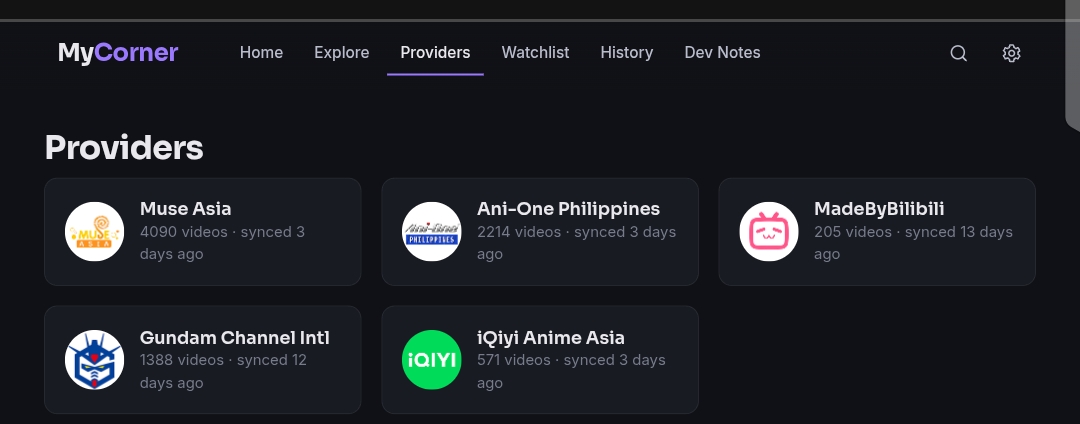 MyCorner
Home
Explore
Providers
Watchlist
History
Dev Notes
Providers
MUSE
ASIA
Muse Asia
4090 videos · synced 3
days ago
PHILIPPINES
Ani-One Philippines
2214 videos · synced 3 days
ago
MadeByBilibili
205 videos · synced 13 days
ago
Gundam Channel Intl
1388 videos · synced 12
days ago
iQIYI
iQiyi Anime Asia
571 videos · synced 3 days
ago